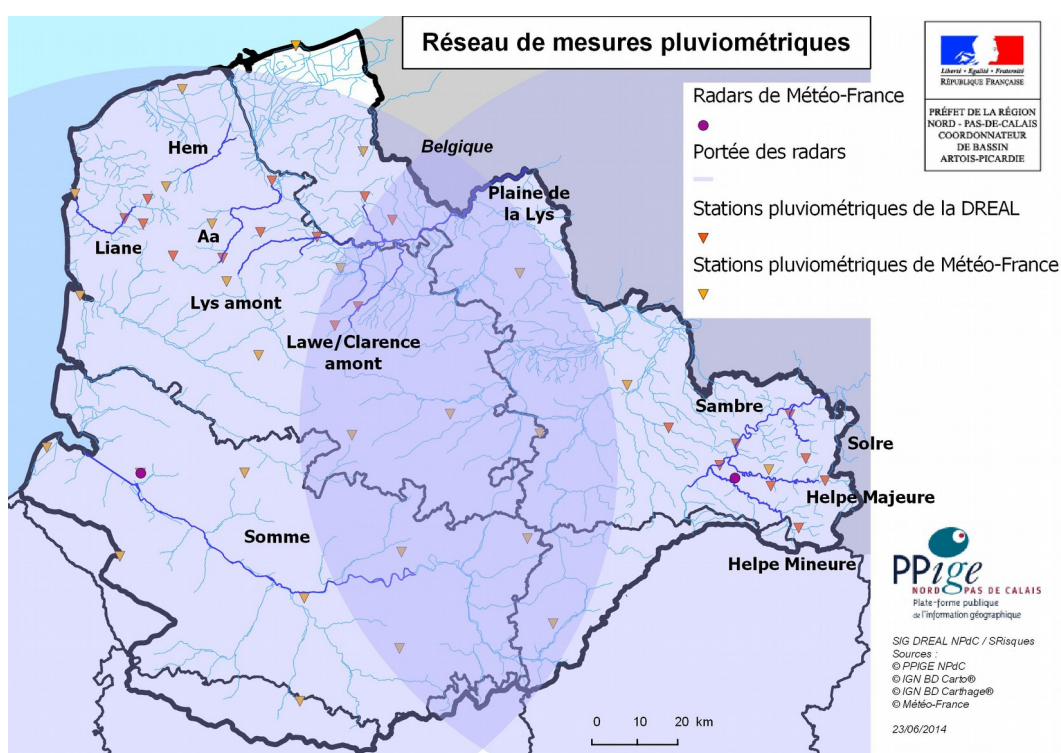 Réseau de mesures pluviométriques
Liberté • Égalité • Fraternité
RÉPUBLIQUE FRANÇAISE
PRÉFET DE LA RÉGION
NORD - PAS-DE-CALAIS
COORDONNATEUR
DE BASSIN
ARTOIS-PICARDIE
Radars de Météo-France
Portée des radars
Stations pluviométriques de la DREAL
Stations pluviométriques de Météo-France
Belgique
Hem
Plaine de
la Lys
Liane
Aa
Lys amont
Lawe/Clarence
amont
Sambre
Solre
Helpe Majeure
Somme
Helpe Mineure
0 10 20 km
PPige
NORD PAS DE CALAIS
Plate-forme publique
de l'information géographique
SIG DREAL NPdC / SRisques
Sources :
© PPIGE NPdC
© IGN BD Carto®
© IGN BD Carthage®
© Météo-France
23/06/2014